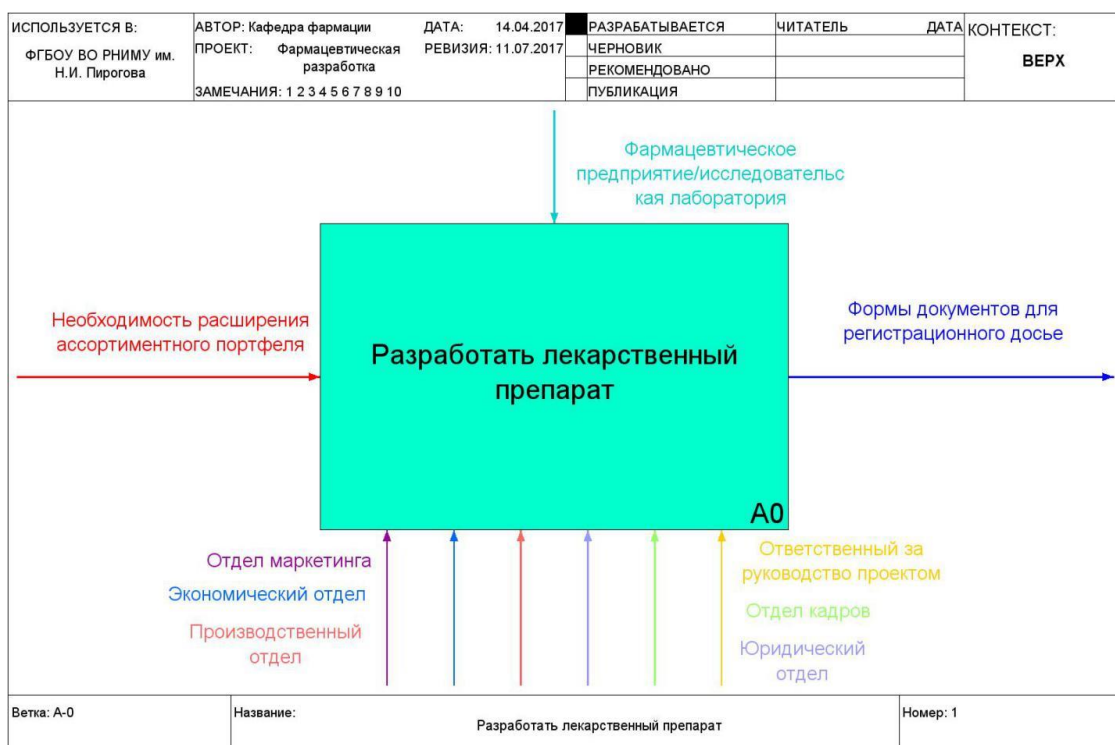 ИСПОЛЬЗУЕТСЯ В:
ФГБОУ ВО РНИМУ им.
Н.И. Пирогова
АВТОР: Кафедра фармации
ДАТА: 14.04.2017
ПРОЕКТ: Фармацевтическая
разработка
РЕВИЗИЯ: 11.07.2017
ЗАМЕЧАНИЯ: 1 2 3 4 5 6 7 8 9 10
РАЗРАБАТЫВАЕТСЯ
ЧЕРНОВИК
РЕКОМЕНДОВАНО
ПУБЛИКАЦИЯ
ЧИТАТЕЛЬ ДАТА
КОНТЕКСТ:
ВЕРХ
Фармацевтическое
предприятие/исследовательс
кая лаборатория
Необходимость расширения
ассортиментного портфеля
Разработать лекарственный
препарат
A0
Формы документов для
регистрационного досье
Отдел маркетинга
Экономический отдел
Производственный
отдел
Ответственный за
руководство проектом
Отдел кадров
Юридический
отдел
Ветка: A-0
Название:
Разработать лекарственный препарат
Номер: 1